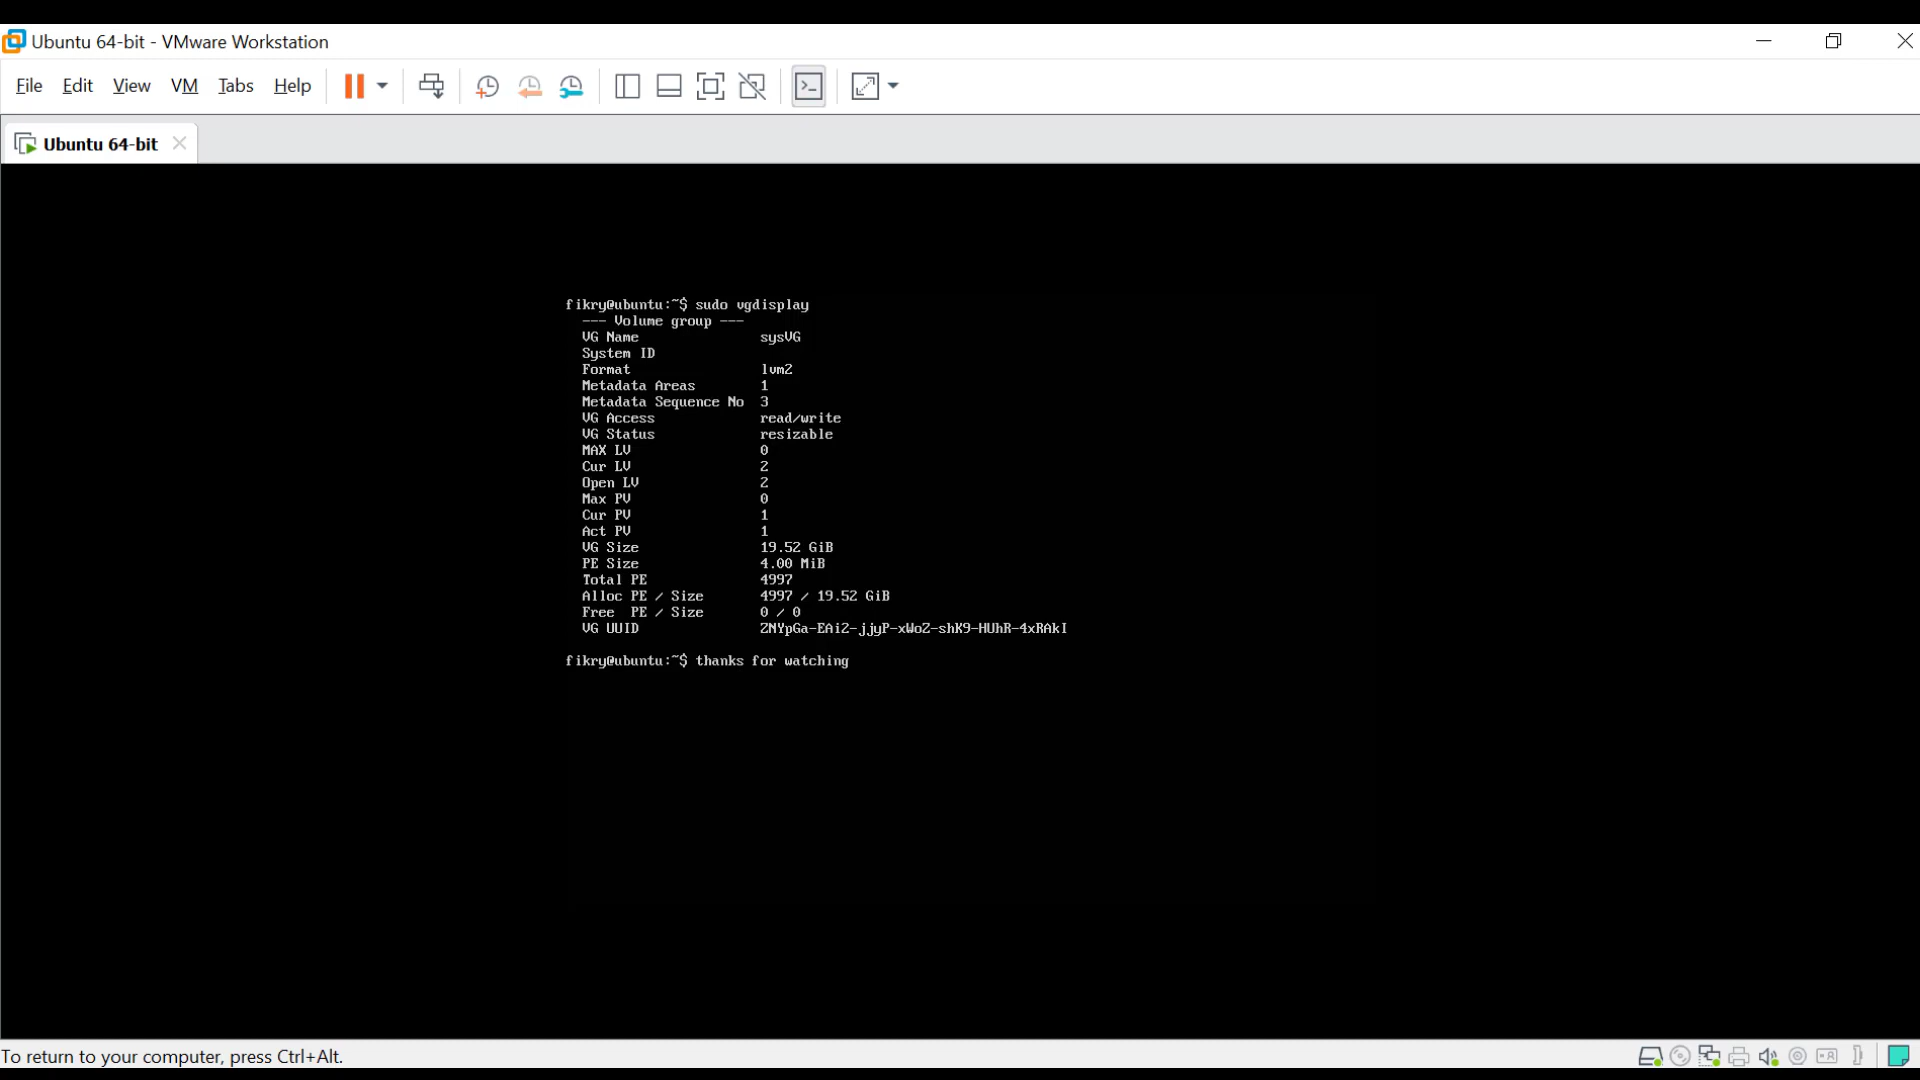 Ubuntu 64-bit - VMware Workstation
File Edit View VM Tabs Help
Ubuntu 64-bit
fikry@ubuntu:~$ sudo vgdisplay
--- Volume group ---
VG Name sysVG
System ID
Format lvm2
Metadata Areas 1
Metadata Sequence No 3
VG Access read/write
VG Status resizable
MAX LV 0
Cur LV 2
Open LV 2
Max PV 0
Cur PV 1
Act PV 1
VG Size 19.52 GiB
PE Size 4.00 MiB
Total PE 4997
Alloc PE / Size 4997 / 19.52 GiB
Free PE / Size 0 / 0
VG UUID ZNYpGa-EAi2-jjyP-xWoZ-shK9-HUhR-4xRAkI
fikry@ubuntu:~$ thanks for watching
To return to your computer, press Ctrl+Alt.